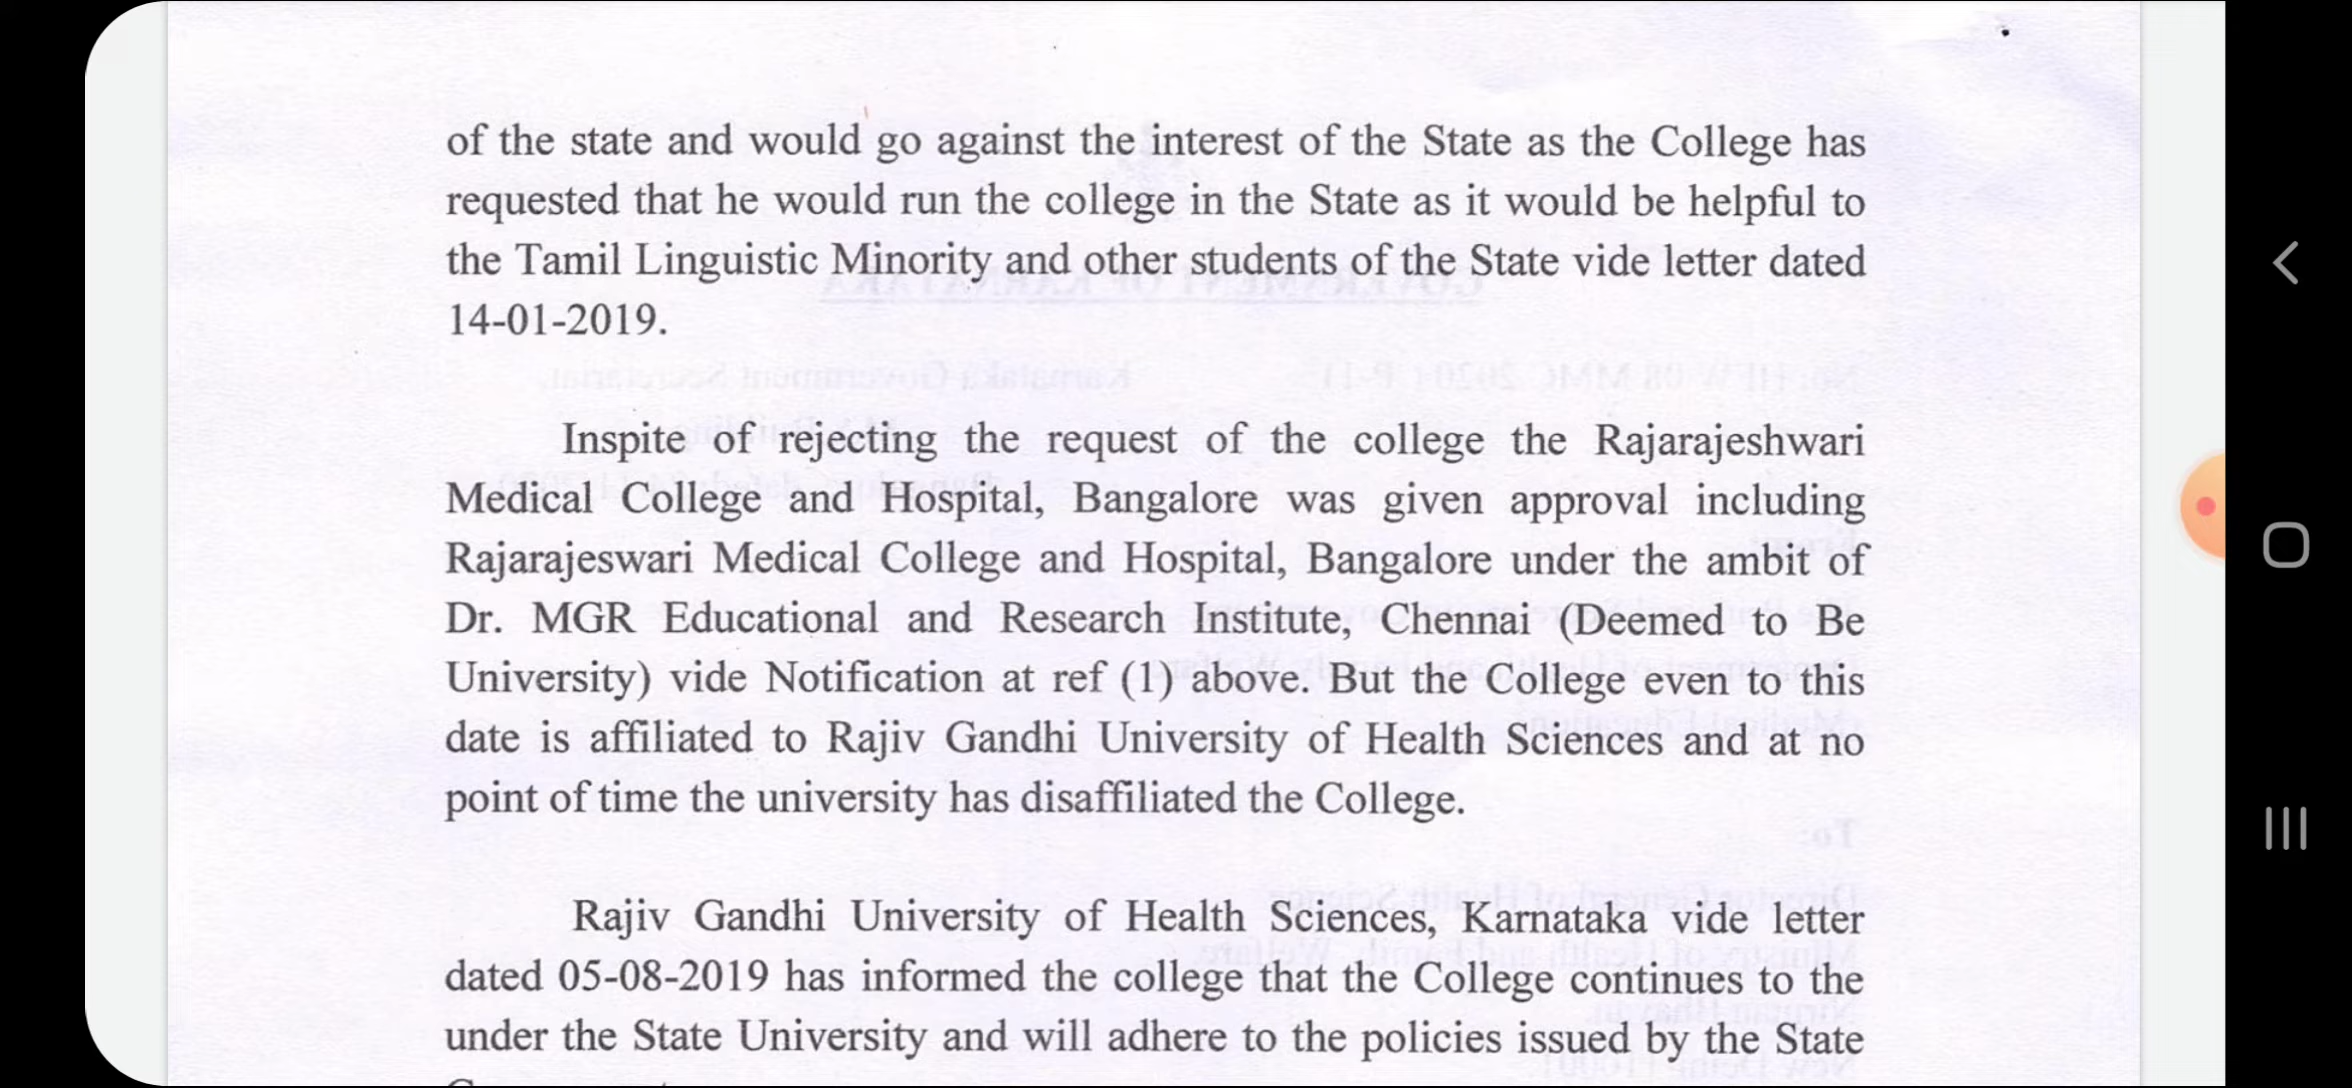 of the state and would go against the interest of the State as the College has
requested that he would run the college in the State as it would be helpful to
the Tamil Linguistic Minority and other students of the State vide letter dated
14-01-2019.
Inspite of rejecting the request of the college the Rajarajeshwari
Medical College and Hospital, Bangalore was given approval including
Rajarajeswari Medical College and Hospital, Bangalore under the ambit of
Dr. MGR Educational and Research Institute, Chennai (Deemed to Be
University) vide Notification at ref (1) above. But the College even to this
date is affiliated to Rajiv Gandhi University of Health Sciences and at no
point of time the university has disaffiliated the College.
Rajiv Gandhi University of Health Sciences, Karnataka vide letter
dated 05-08-2019 has informed the college that the College continues to the
under the State University and will adhere to the policies issued by the State